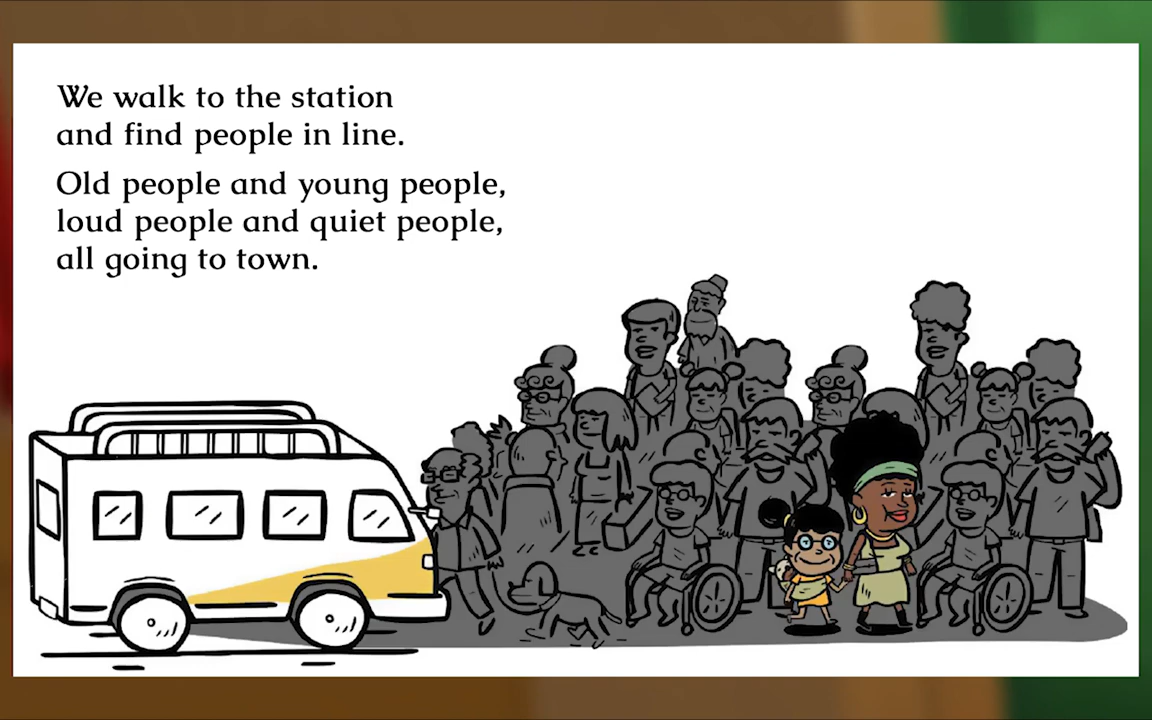 We walk to the station
and find people in line.
Old people and young people,
loud people and quiet people,
all going to town.